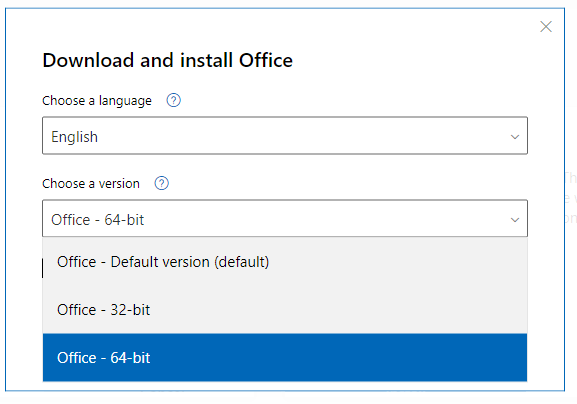 Download and install Office
Choose a language
English
Choose a version
Office - 64-bit
Office - Default version (default)
Office - 32-bit
Office - 64-bit